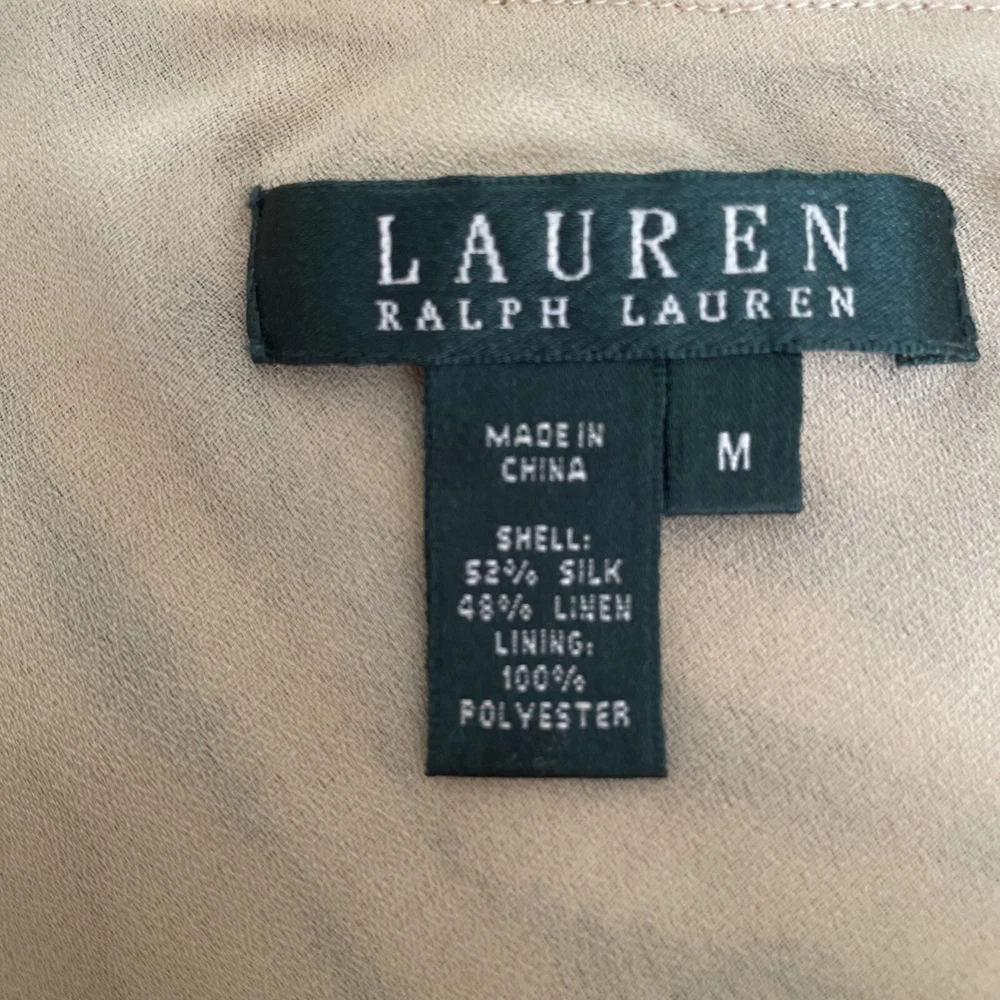 LAUREN
RALPH LAUREN
MADE IN
CHINA
M
SHELL:
52% SILK
48% LINEN
LINING:
100%
POLYESTER